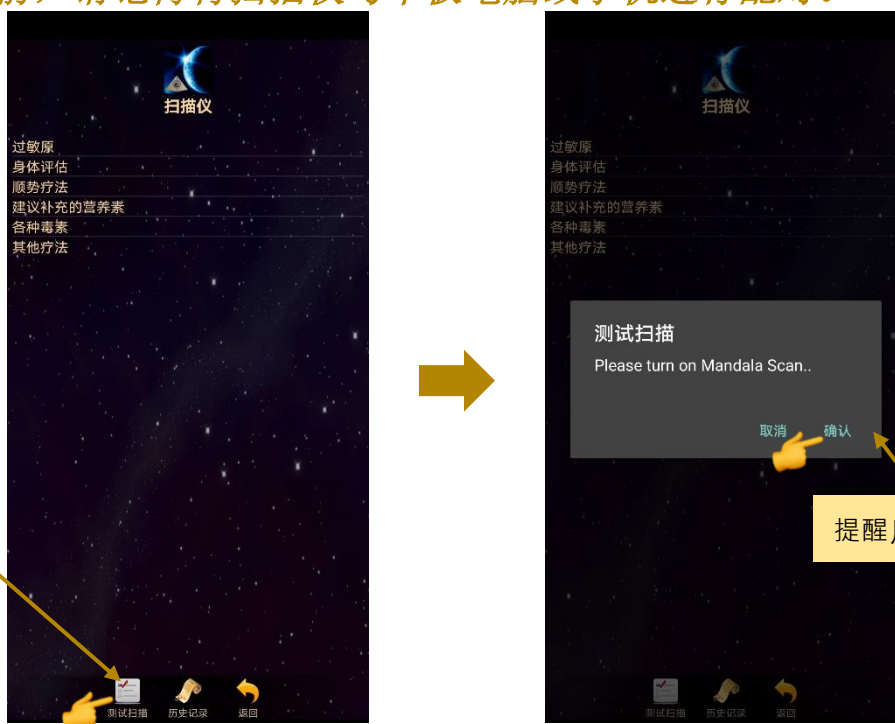 扫描仪
过敏原
身体评估
顺势疗法
建议补充的营养素
各种毒素
其他疗法
测试扫描
历史记录
返回
扫描仪
过敏原
身体评估
顺势疗法
建议补充的营养素
各种毒素
其他疗法
测试扫描
Please turn on Mandala Scan..
取消
确认
提醒
测试扫描
历史记录
返回